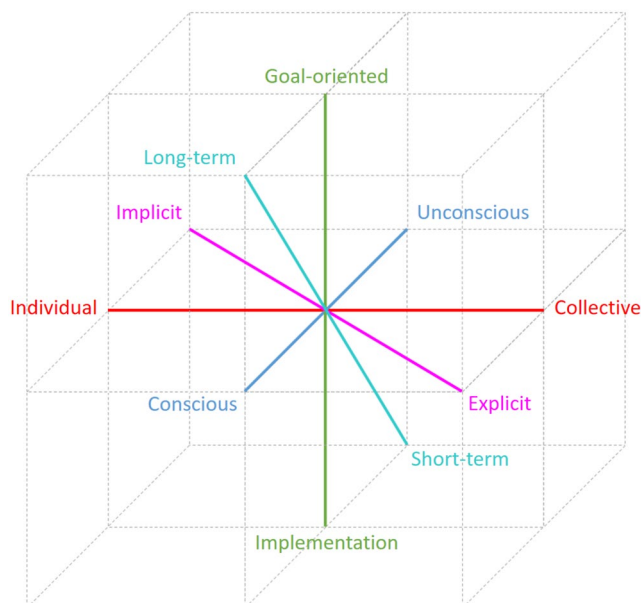 Goal-oriented
Long-term
Implicit
Unconscious
Individual
Collective
Conscious
Explicit
Short-term
Implementation